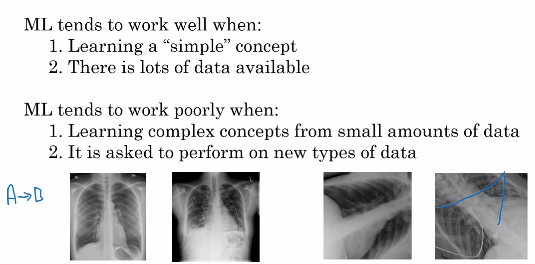 ML tends to work well when:
1. Learning a “simple” concept
2. There is lots of data available
ML tends to work poorly when:
1. Learning complex concepts from small amounts of data
2. It is asked to perform on new types of data
A→B